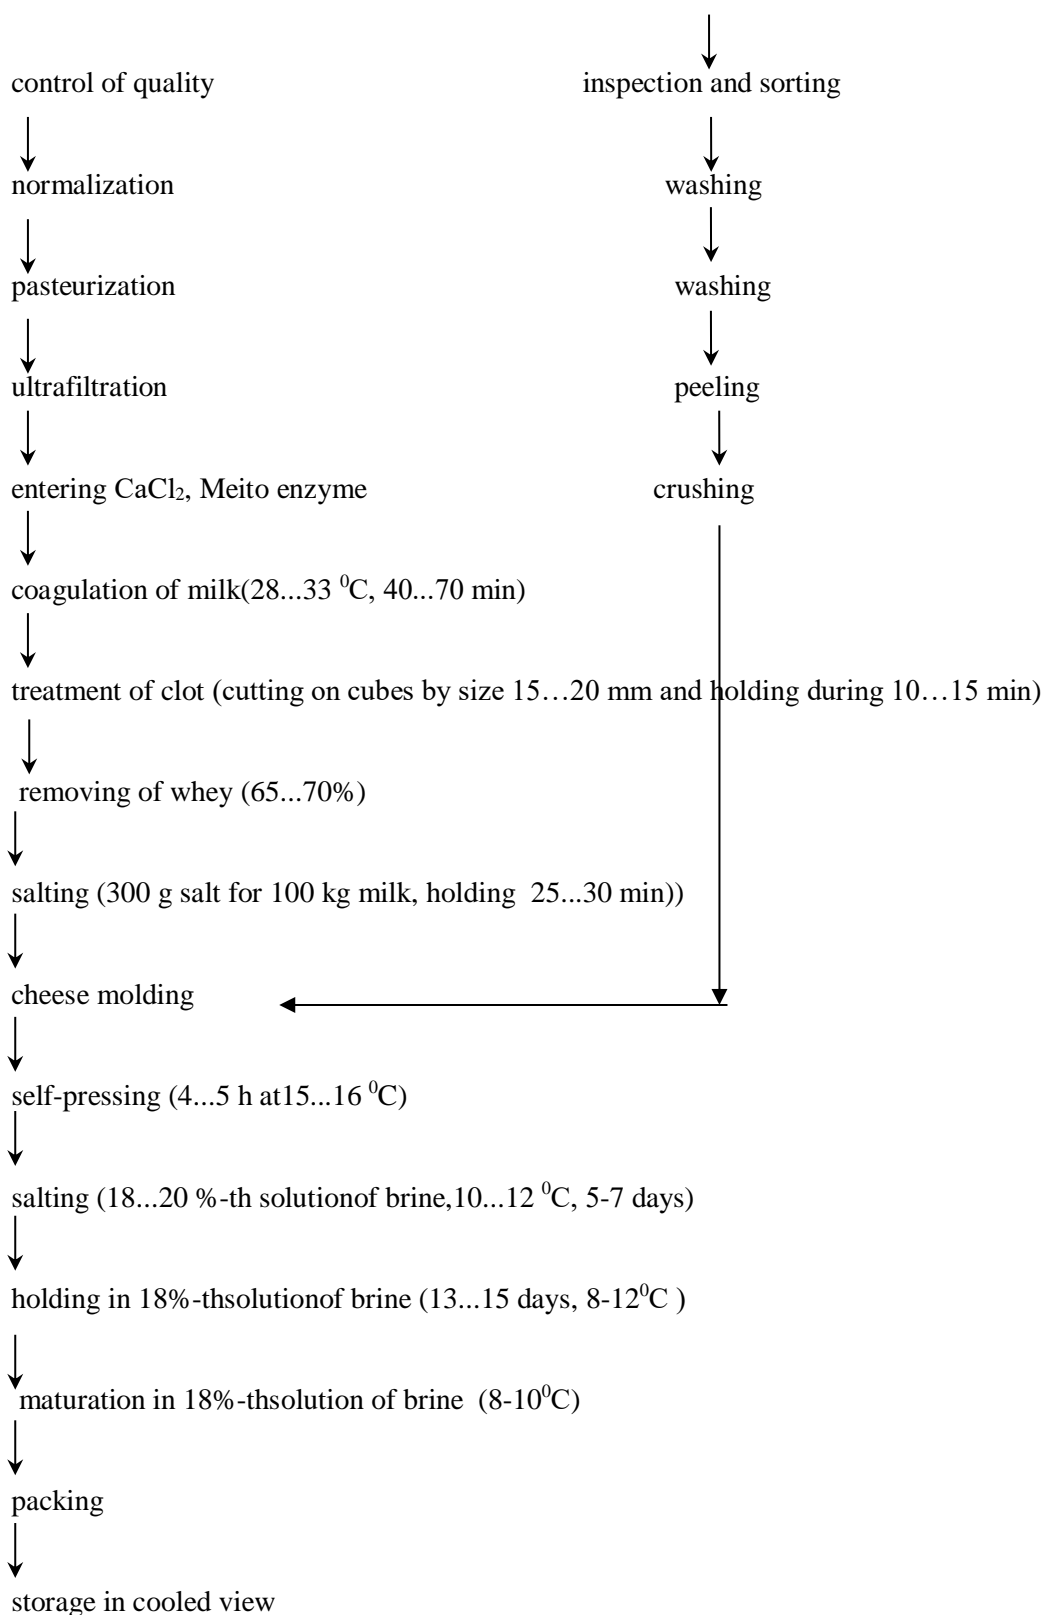 control of quality
inspection and sorting
normalization
washing
pasteurization
washing
ultrafiltration
peeling
entering CaCl₂, Meito enzyme
crushing
coagulation of milk(28...33 ⁰C, 40...70 min)
treatment of clot (cutting on cubes by size 15…20 mm and holding during 10…15 min)
removing of whey (65...70%)
salting (300 g salt for 100 kg milk, holding 25...30 min))
cheese molding
self-pressing (4...5 h at15...16 ⁰C)
salting (18...20 %-th solutionof brine,10...12 ⁰C, 5-7 days)
holding in 18%-thsolutionof brine (13...15 days, 8-12⁰C )
maturation in 18%-thsolution of brine (8-10⁰C)
packing
storage in cooled view